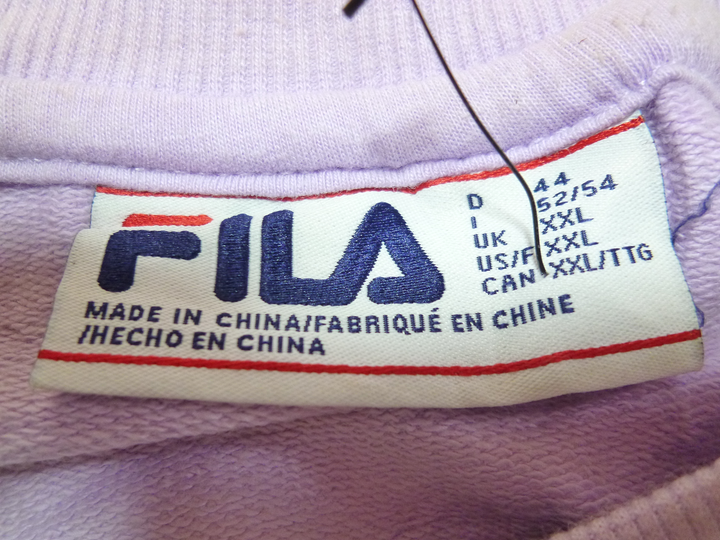 FILA
D 44
I 52/54
UK XXL
US/F XXL
CAN XXL/TTG
MADE IN CHINA/FABRIQUÉ EN CHINE
/HECHO EN CHINA